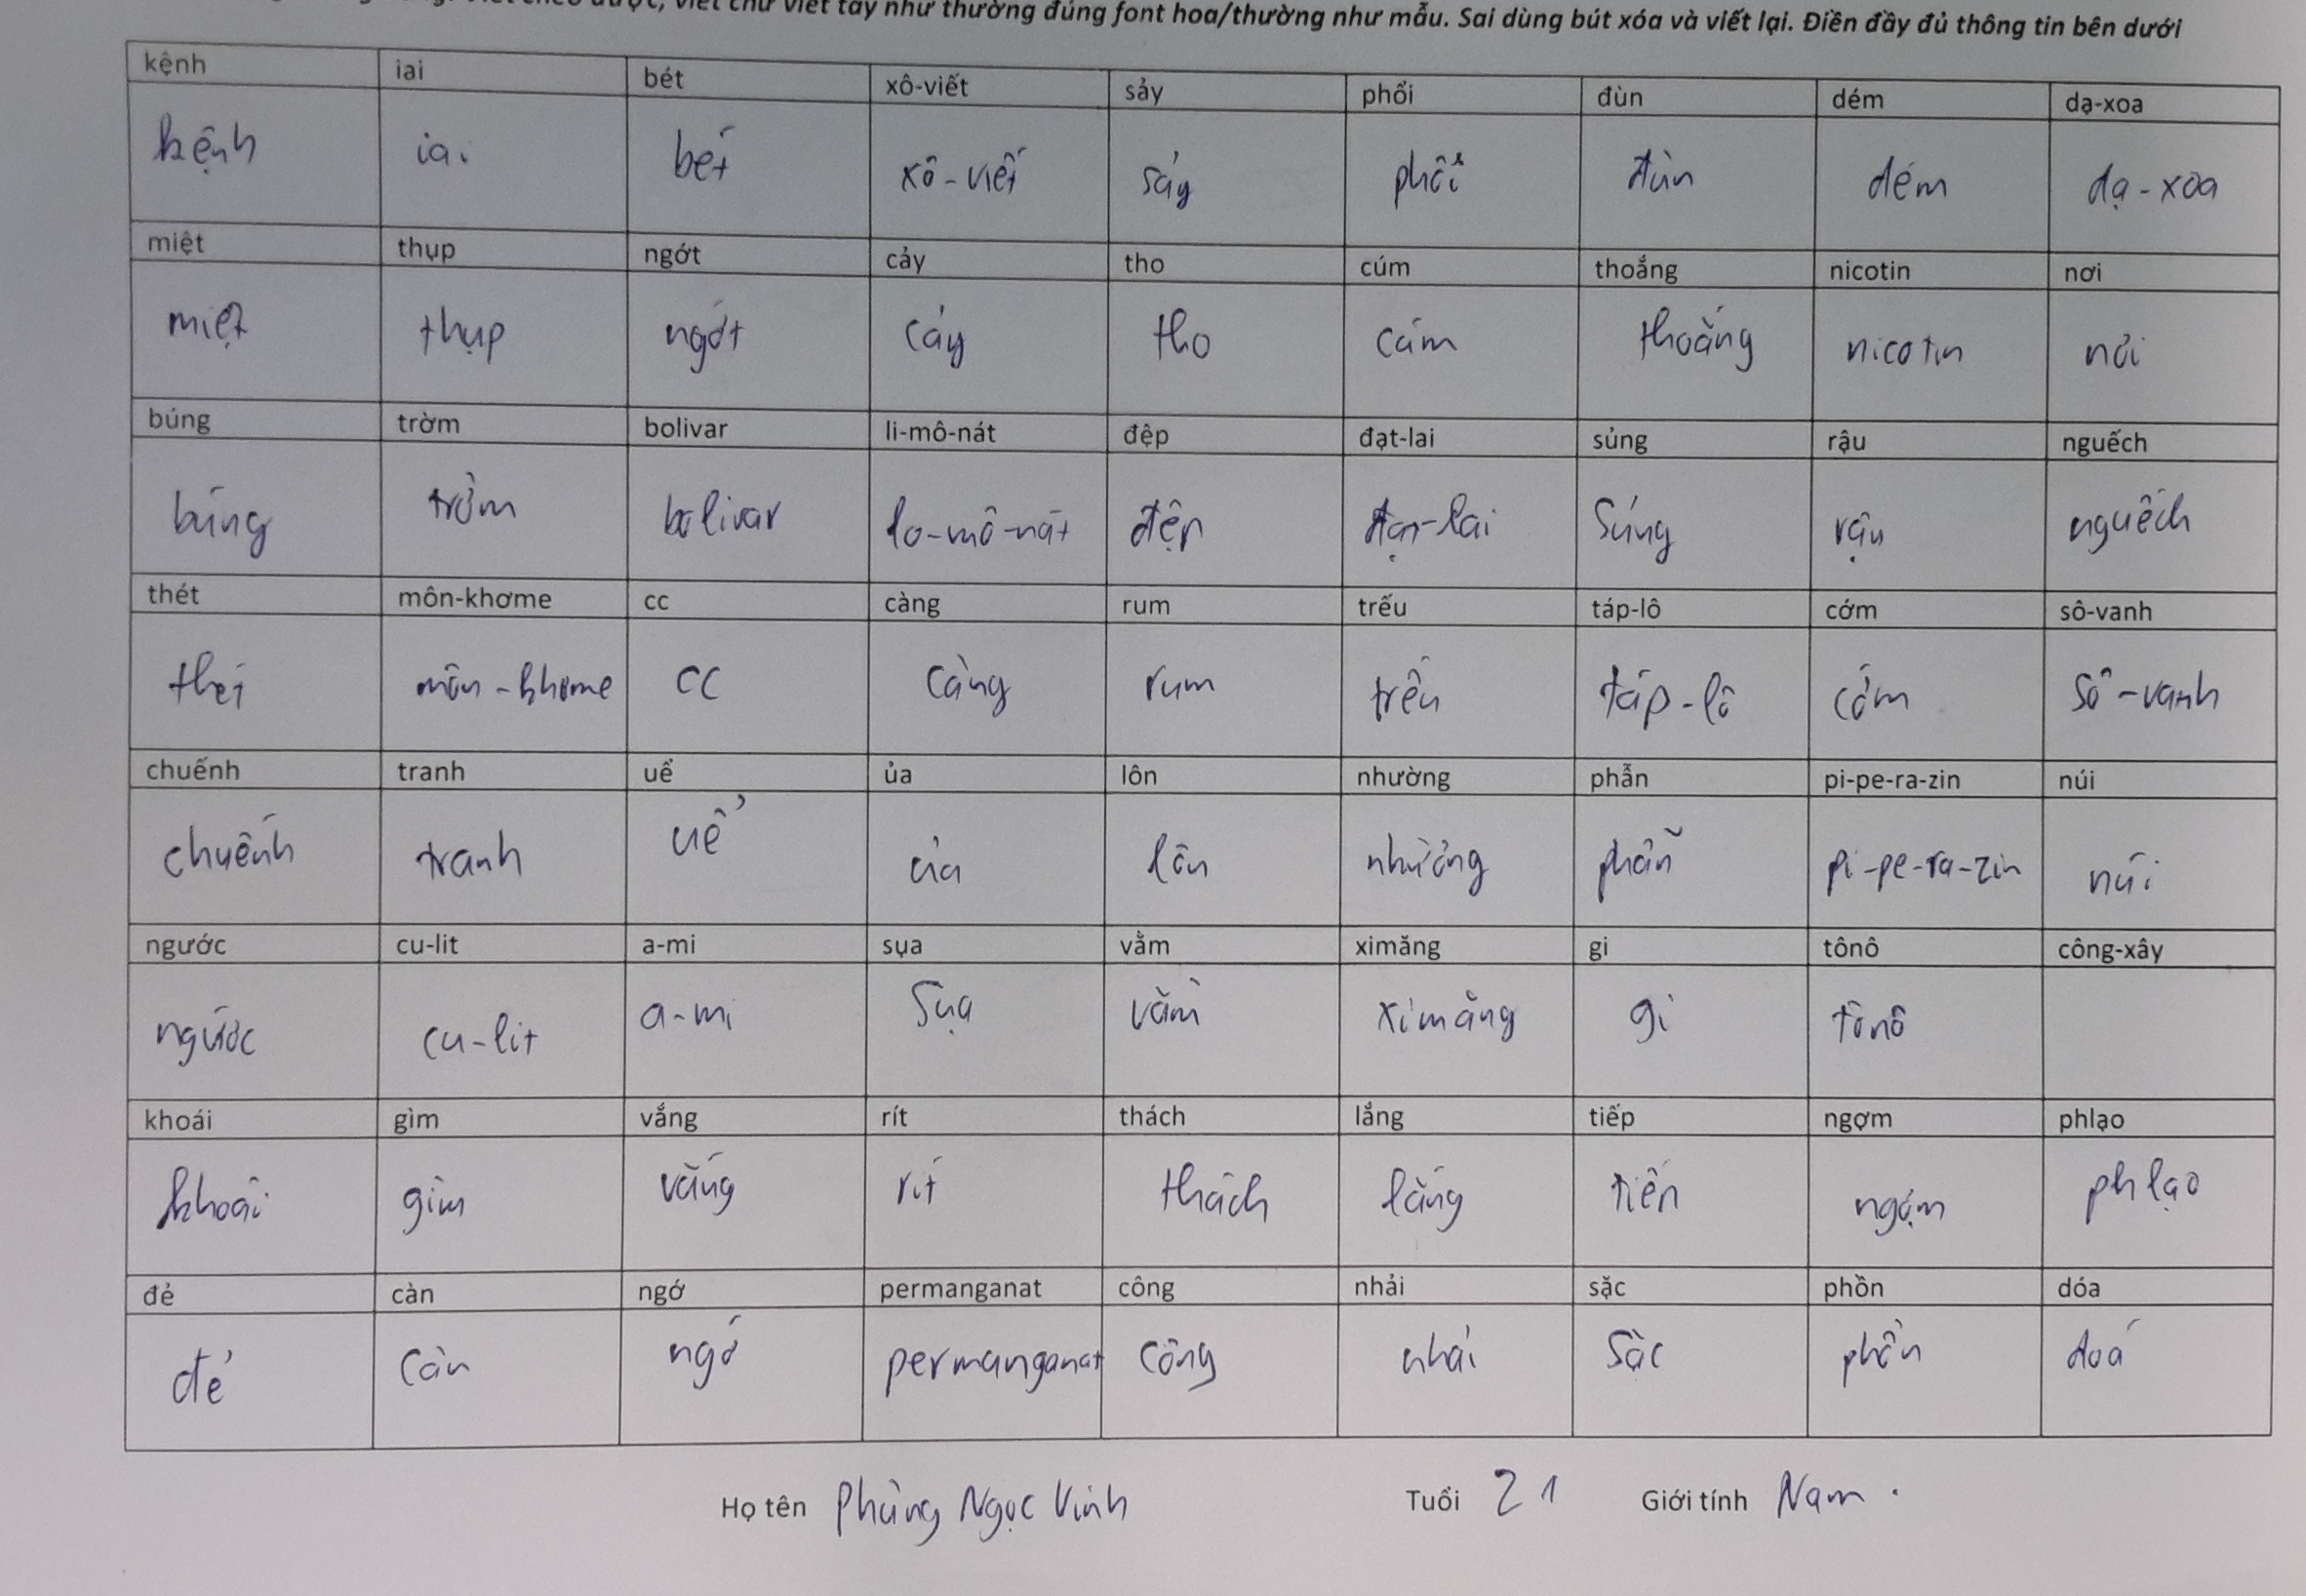 viết chữ viết tay như thường đúng font hoa/thường như mẫu. Sai dùng bút xóa và viết lại. Điền đầy đủ thông tin bên dưới
kệnh iai bét xô-viết sảy phổi đùn dém dạ-xoa
kệnh iai bét xô-viết sảy phổi đùn dém dạ-xoa
miệt thụp ngớt cảy tho cúm thoắng nicotin nơi
miệt thụp ngớt cảy tho cúm thoắng nicotin nơi
búng trờm bolivar li-mô-nát đệp đạt-lai sủng rậu nguếch
búng trờm bolivar lo-mô-nát đệp đạt-lai sủng rậu nguếch
thét môn-khơme cc càng rum trếu táp-lô cớm sô-vanh
thét môn-khơme cc càng rum trếu táp-lô cớm sô-vanh
chuếnh tranh uể ủa lôn nhường phẫn pi-pe-ra-zin núi
chuếnh tranh uể ủa lôn nhường phẫn pi-pe-ra-zin núi
ngước cu-lit a-mi sụa vằm ximăng gi tônô công-xây
ngước cu-lit a-mi sụa vằm ximăng gi tônô
khoái gìm vắng rít thách lắng tiếp ngợm phlạo
khoái gìm vắng rít thách lắng tiếp ngợm phlạo
đẻ càn ngớ permanganat công nhải sặc phồn dóa
đẻ càn ngớ permanganat công nhải sặc phồn doá
Họ tên Phùng Ngọc Vinh Tuổi 21 Giới tính Nam.